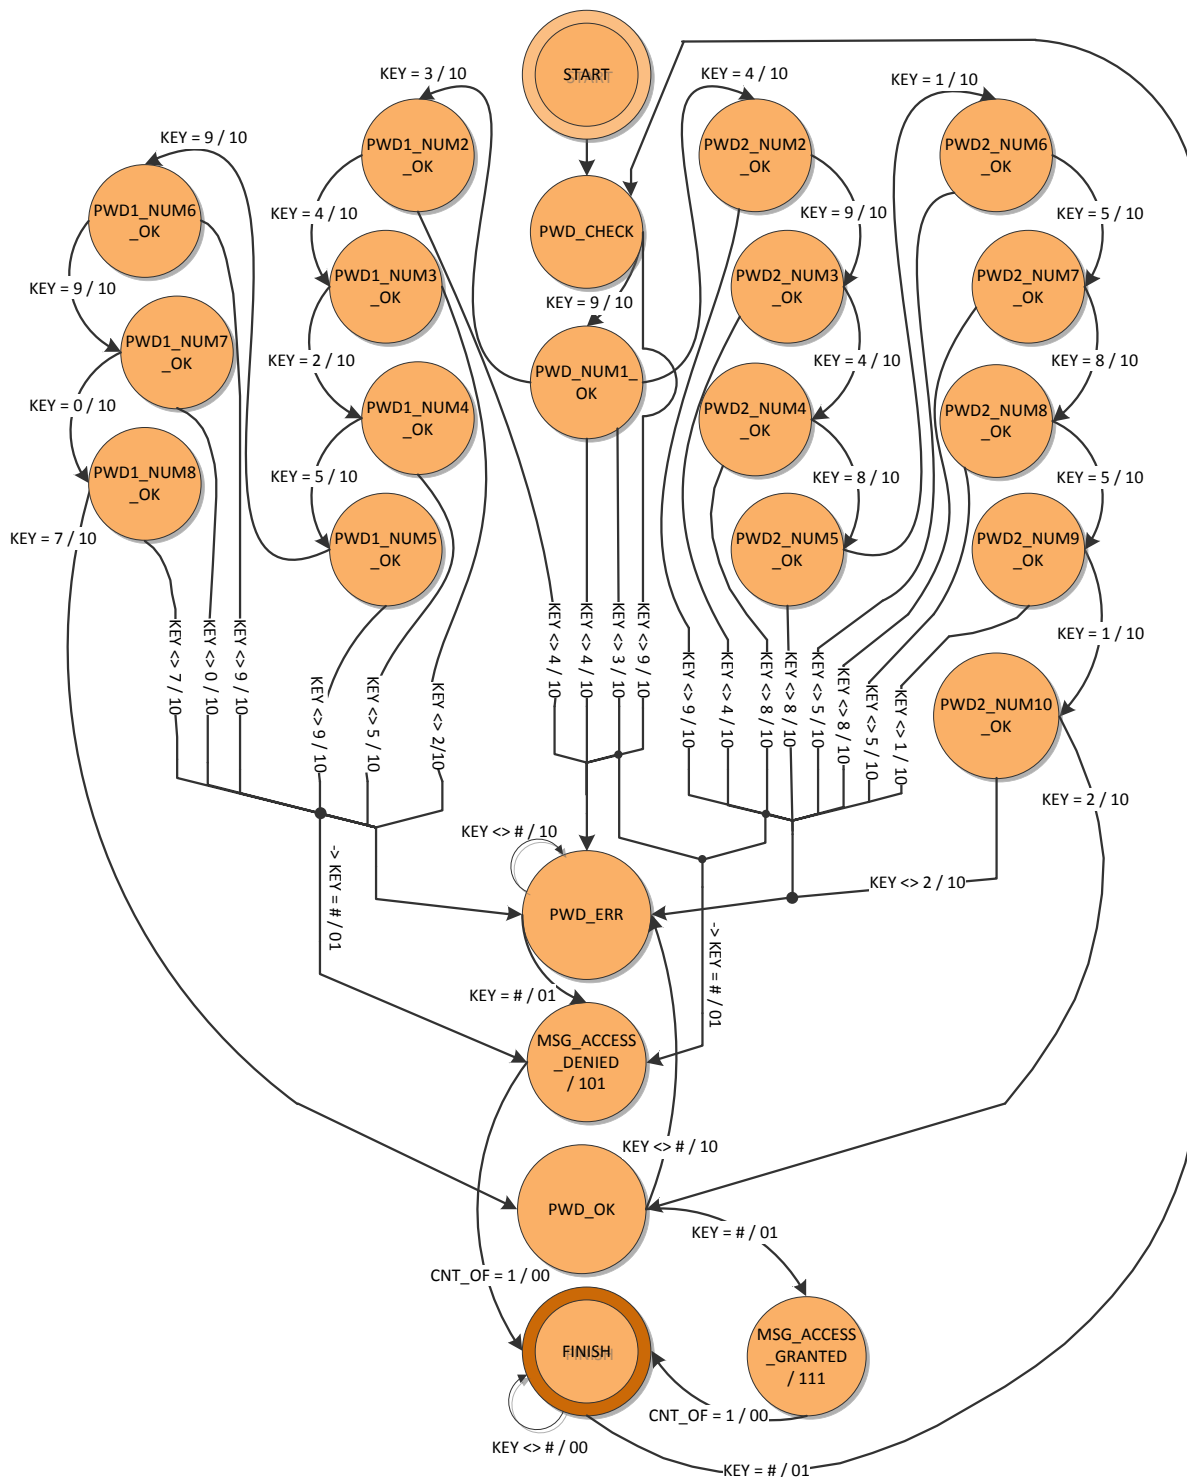 START
KEY = 3 / 10
KEY = 4 / 10
KEY = 1 / 10
KEY = 9 / 10
PWD1_NUM2
_OK
PWD2_NUM2
_OK
PWD2_NUM6
_OK
PWD1_NUM6
_OK
KEY = 4 / 10
PWD_CHECK
KEY = 9 / 10
KEY = 5 / 10
PWD1_NUM3
_OK
PWD2_NUM3
_OK
PWD2_NUM7
_OK
KEY = 9 / 10
KEY = 9 / 10
PWD1_NUM7
_OK
KEY = 2 / 10
PWD_NUM1_
OK
KEY = 4 / 10
KEY = 8 / 10
KEY = 0 / 10
PWD1_NUM4
_OK
PWD2_NUM4
_OK
PWD2_NUM8
_OK
PWD1_NUM8
_OK
KEY = 5 / 10
KEY = 8 / 10
KEY = 5 / 10
KEY = 7 / 10
PWD1_NUM5
_OK
PWD2_NUM5
_OK
PWD2_NUM9
_OK
KEY <> 7 / 10
KEY <> 0 / 10
KEY <> 9 / 10
KEY <> 9 / 10
KEY <> 5 / 10
KEY <> 2/10
KEY <> 4 / 10
KEY <> 4 / 10
KEY <> 3 / 10
KEY <> 9 / 10
KEY <> 9 / 10
KEY <> 4 / 10
KEY <> 8 / 10
KEY <> 8 / 10
KEY <> 5 / 10
KEY <> 8 / 10
KEY <> 5 / 10
KEY <> 1 / 10
KEY = 1 / 10
PWD2_NUM10
_OK
KEY = 2 / 10
KEY <> # / 10
-> KEY = # / 01
PWD_ERR
KEY <> 2 / 10
-> KEY = # / 01
KEY = # / 01
MSG_ACCESS
_DENIED
/ 101
KEY <> # / 10
PWD_OK
KEY = # / 01
CNT_OF = 1 / 00
FINISH
MSG_ACCESS
_GRANTED
/ 111
CNT_OF = 1 / 00
KEY <> # / 00
KEY = # / 01